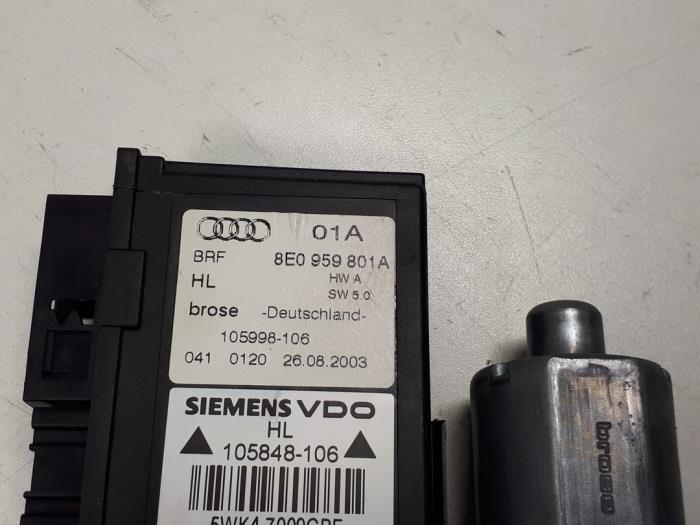 01A
BRF 8E0 959 801A
HL HW A
SW 5.0
brose -Deutschland-
105998-106
041 0120 26.08.2003
SIEMENS VDO
HL
105848-106
brose